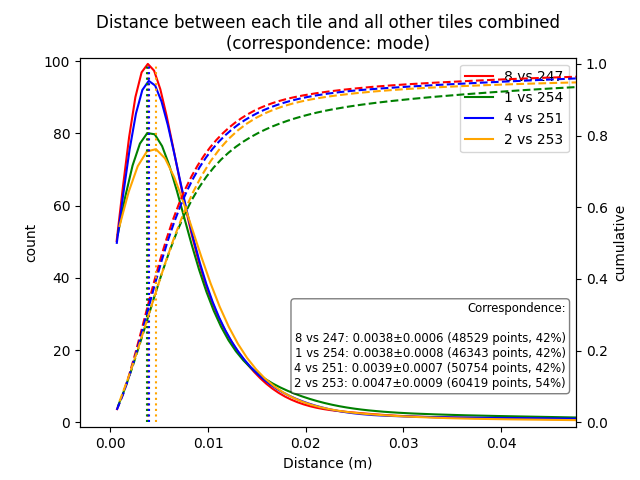 Distance between each tile and all other tiles combined
(correspondence: mode)
100
80
60
40
20
0
count
1.0
0.8
0.6
0.4
0.2
0.0
cumulative
8 vs 247
1 vs 254
4 vs 251
2 vs 253
Correspondence:
8 vs 247: 0.0038±0.0006 (48529 points, 42%)
1 vs 254: 0.0038±0.0008 (46343 points, 42%)
4 vs 251: 0.0039±0.0007 (50754 points, 42%)
2 vs 253: 0.0047±0.0009 (60419 points, 54%)
0.00 0.01 0.02 0.03 0.04
Distance (m)